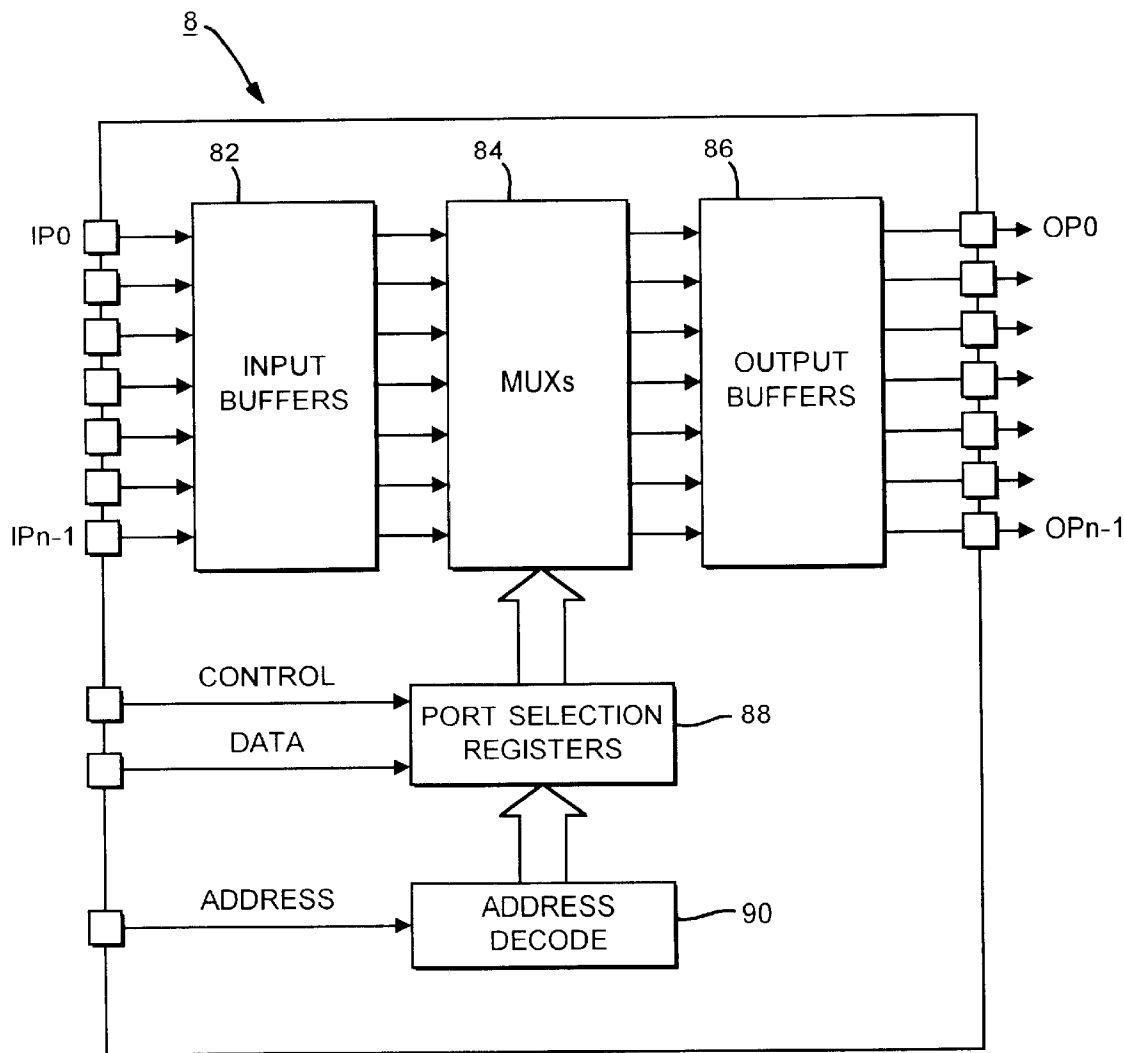 8
82
84
86
IP0
OP0
INPUT
BUFFERS
MUXs
OUTPUT
BUFFERS
IPn-1
OPn-1
CONTROL
DATA
PORT SELECTION
REGISTERS
88
ADDRESS
ADDRESS
DECODE
90